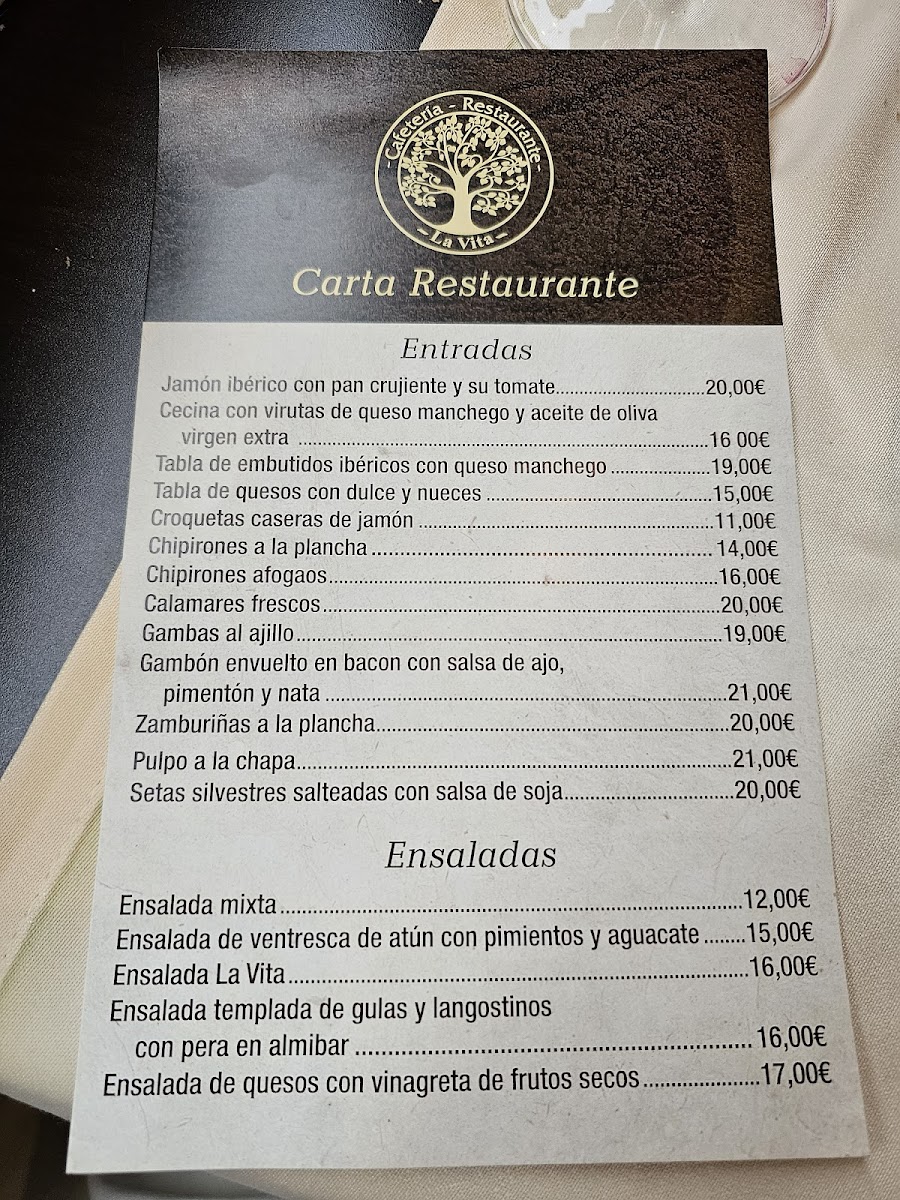 - Cafetería - Restaurante -
- La Vita -
Carta Restaurante
Entradas
Jamón ibérico con pan crujiente y su tomate..............................20,00€
Cecina con virutas de queso manchego y aceite de oliva
virgen extra ..............................16 00€
Tabla de embutidos ibéricos con queso manchego ....................19,00€
Tabla de quesos con dulce y nueces ..............................15,00€
Croquetas caseras de jamón ..............................11,00€
Chipirones a la plancha..............................14,00€
Chipirones afogaos..............................16,00€
Calamares frescos..............................20,00€
Gambas al ajillo..............................19,00€
Gambón envuelto en bacon con salsa de ajo,
pimentón y nata ..............................21,00€
Zamburiñas a la plancha..............................20,00€
Pulpo a la chapa..............................21,00€
Setas silvestres salteadas con salsa de soja..............................20,00€
Ensaladas
Ensalada mixta..............................12,00€
Ensalada de ventresca de atún con pimientos y aguacate ........15,00€
Ensalada La Vita..............................16,00€
Ensalada templada de gulas y langostinos
con pera en almibar ..............................16,00€
Ensalada de quesos con vinagreta de frutos secos....................17,00€